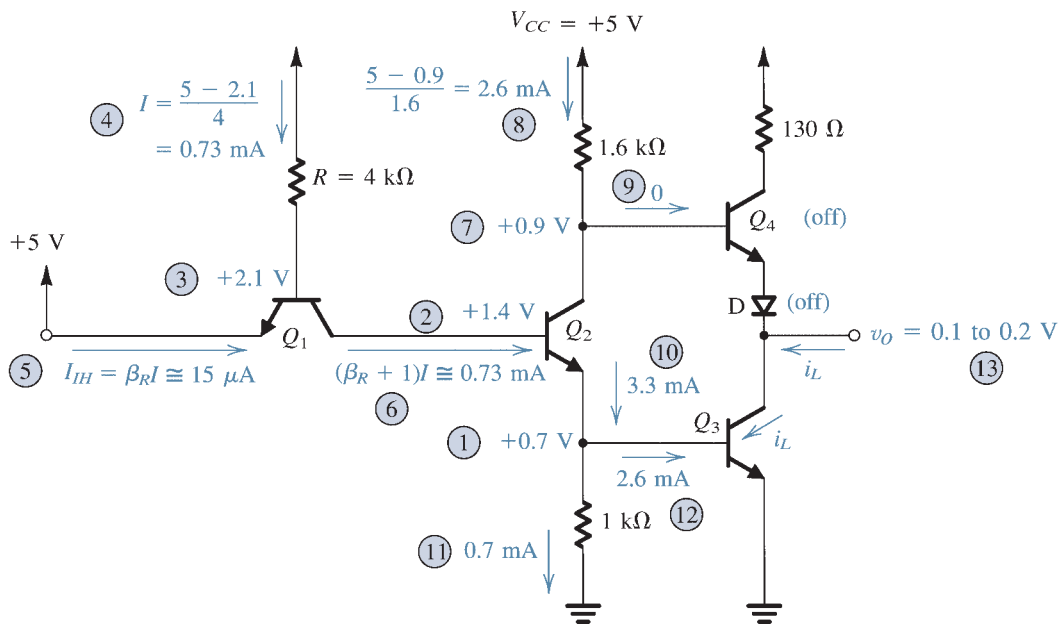 V_CC = +5 V
④ I = (5 − 2.1)/4
= 0.73 mA
(5 − 0.9)/1.6 = 2.6 mA
⑧
130 Ω
1.6 kΩ
R = 4 kΩ
⑨ 0
⑦ +0.9 V
Q4 (off)
+5 V
③ +2.1 V
D (off)
② +1.4 V
Q1
Q2
v_O = 0.1 to 0.2 V
⑬
⑤ I_IH = β_R I ≅ 15 μA
(β_R + 1)I ≅ 0.73 mA
⑥
⑩
3.3 mA
i_L
Q3
i_L
① +0.7 V
2.6 mA
⑫
1 kΩ
⑪ 0.7 mA